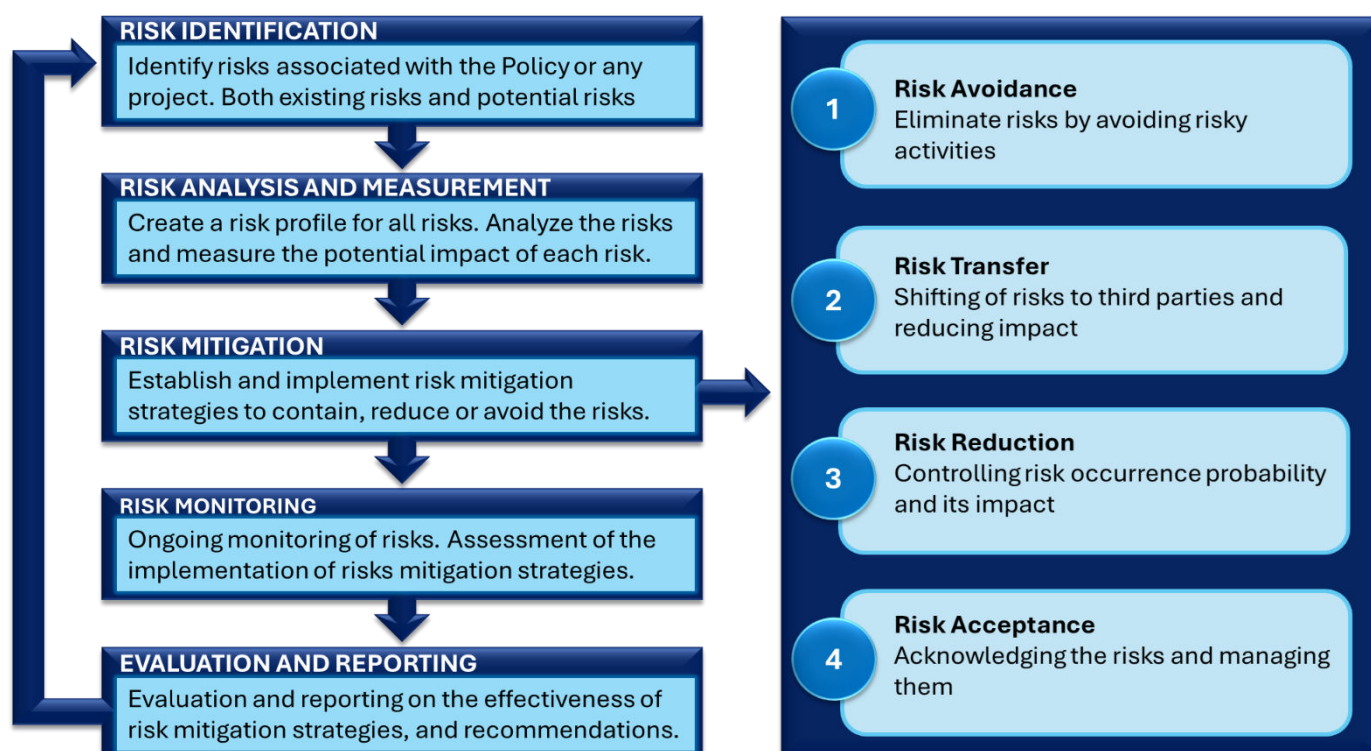 RISK IDENTIFICATION
Identify risks associated with the Policy or any
project. Both existing risks and potential risks
RISK ANALYSIS AND MEASUREMENT
Create a risk profile for all risks. Analyze the risks
and measure the potential impact of each risk.
RISK MITIGATION
Establish and implement risk mitigation
strategies to contain, reduce or avoid the risks.
RISK MONITORING
Ongoing monitoring of risks. Assessment of the
implementation of risks mitigation strategies.
EVALUATION AND REPORTING
Evaluation and reporting on the effectiveness of
risk mitigation strategies, and recommendations.
1
Risk Avoidance
Eliminate risks by avoiding risky
activities
2
Risk Transfer
Shifting of risks to third parties and
reducing impact
3
Risk Reduction
Controlling risk occurrence probability
and its impact
4
Risk Acceptance
Acknowledging the risks and managing
them